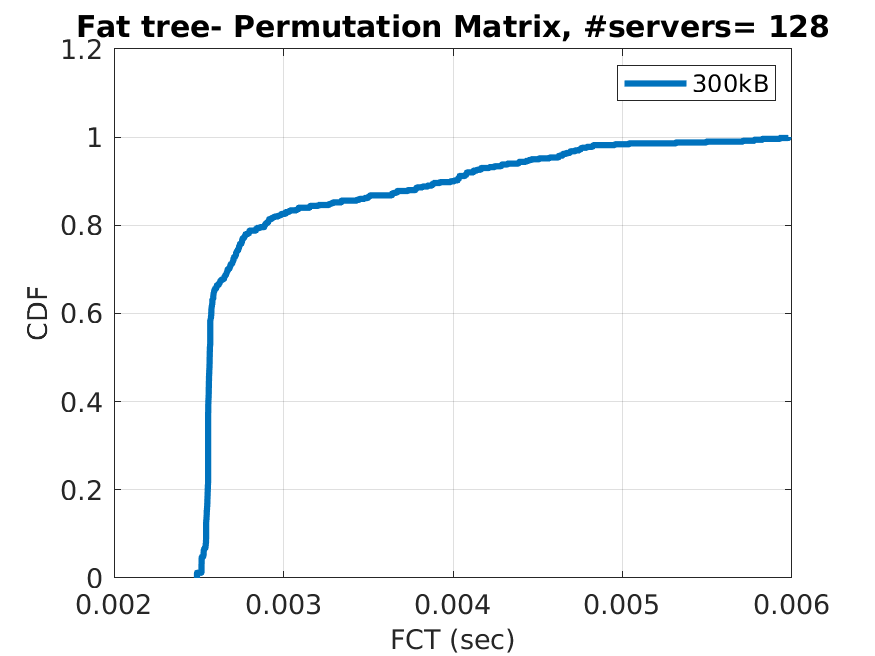 Fat tree- Permutation Matrix, #servers= 128
1.2
300kB
1
0.8
0.6
0.4
0.2
0
CDF
0.002 0.003 0.004 0.005 0.006
FCT (sec)